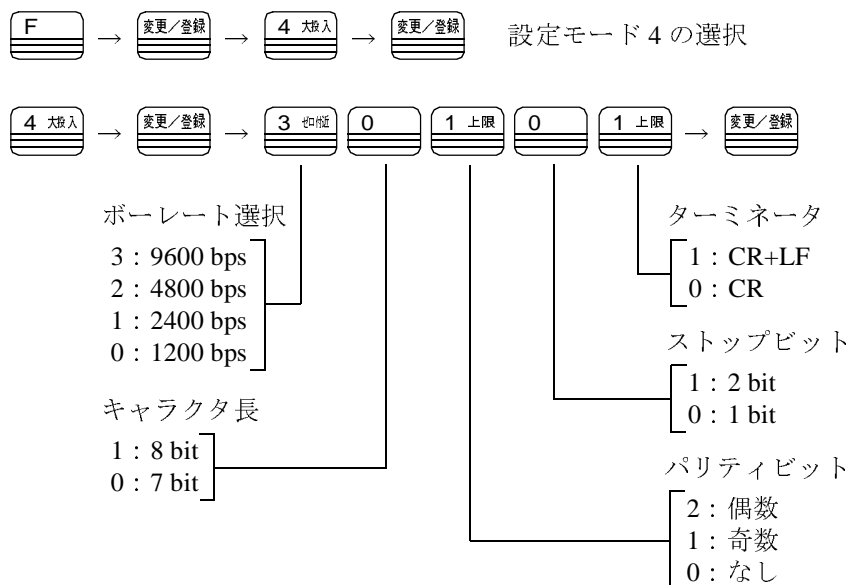 F → 変更／登録 → 4 大投入 → 変更／登録 設定モード 4 の選択
4 大投入 → 変更／登録 → 3 ゼロ付近 0 1 上限 0 1 上限 → 変更／登録
ボーレート選択
3：9600 bps
2：4800 bps
1：2400 bps
0：1200 bps
キャラクタ長
1：8 bit
0：7 bit
ターミネータ
1：CR+LF
0：CR
ストップビット
1：2 bit
0：1 bit
パリティビット
2：偶数
1：奇数
0：なし